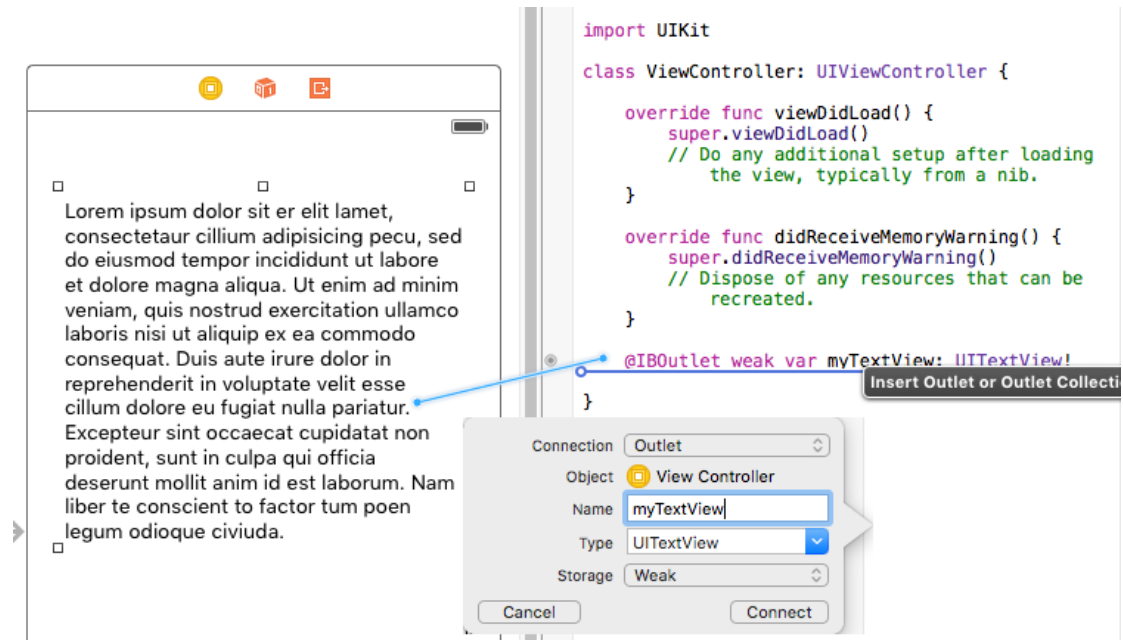 Lorem ipsum dolor sit er elit lamet,
consectetaur cillium adipisicing pecu, sed
do eiusmod tempor incididunt ut labore
et dolore magna aliqua. Ut enim ad minim
veniam, quis nostrud exercitation ullamco
laboris nisi ut aliquip ex ea commodo
consequat. Duis aute irure dolor in
reprehenderit in voluptate velit esse
cillum dolore eu fugiat nulla pariatur.
Excepteur sint occaecat cupidatat non
proident, sunt in culpa qui officia
deserunt mollit anim id est laborum. Nam
liber te conscient to factor tum poen
legum odioque civiuda.
import UIKit
class ViewController: UIViewController {
override func viewDidLoad() {
super.viewDidLoad()
// Do any additional setup after loading
the view, typically from a nib.
}
override func didReceiveMemoryWarning() {
super.didReceiveMemoryWarning()
// Dispose of any resources that can be
recreated.
}
@IBOutlet weak var myTextView: UITextView!
Insert Outlet or Outlet Collecti
}
Connection Outlet
Object View Controller
Name myTextView
Type UITextView
Storage Weak
Cancel Connect